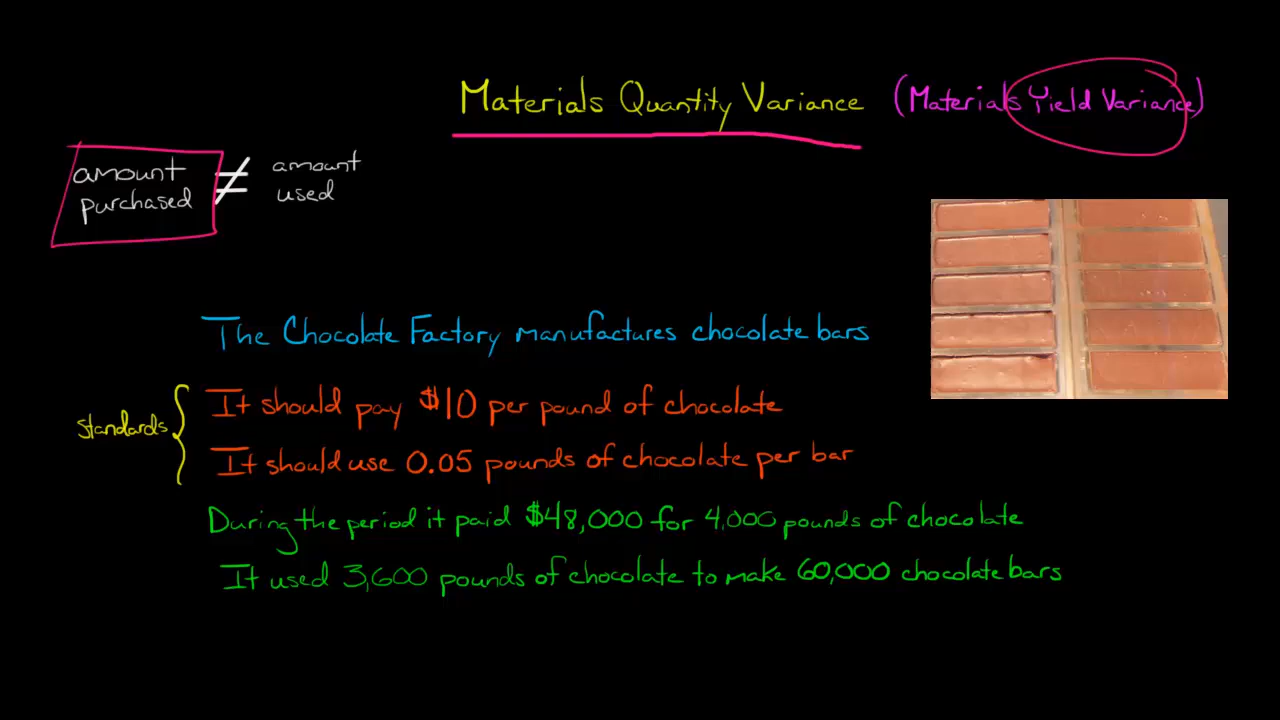 Materials Quantity Variance (Materials Yield Variance)
amount purchased ≠ amount used
The Chocolate Factory manufactures chocolate bars
Standards { It should pay $10 per pound of chocolate
It should use 0.05 pounds of chocolate per bar
During the period it paid $48,000 for 4,000 pounds of chocolate
It used 3,600 pounds of chocolate to make 60,000 chocolate bars